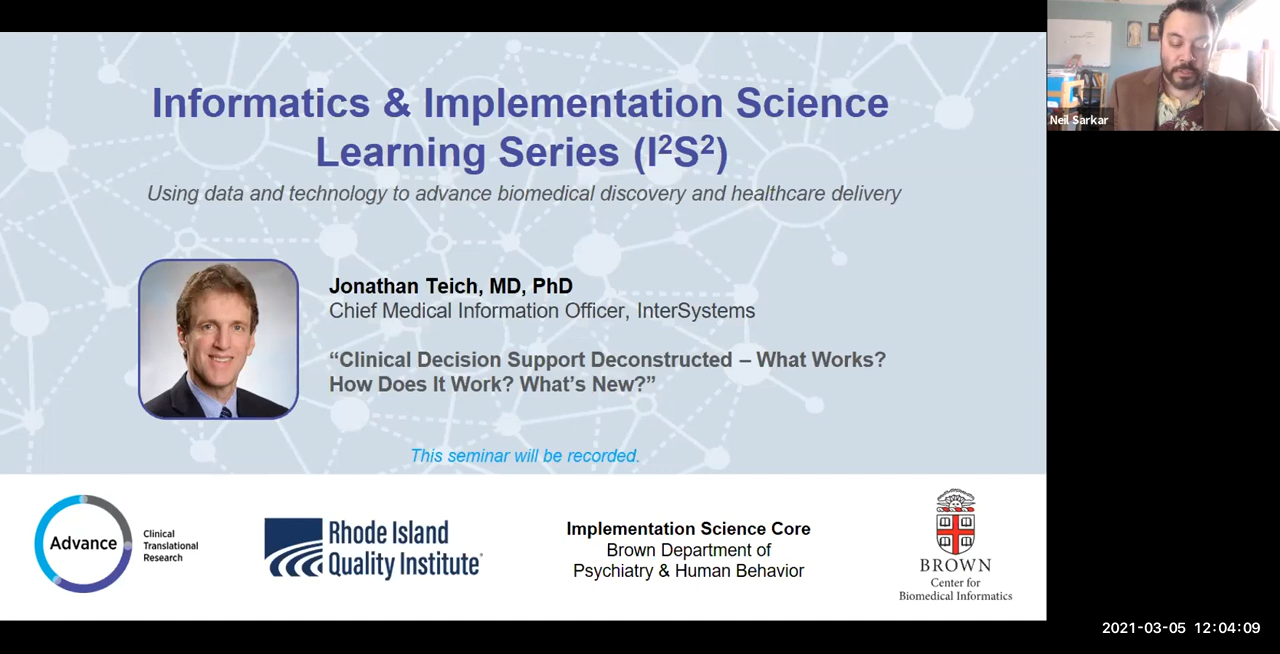 Informatics & Implementation Science
Learning Series (I²S²)
Using data and technology to advance biomedical discovery and healthcare delivery
Neil Sarkar
Jonathan Teich, MD, PhD
Chief Medical Information Officer, InterSystems
“Clinical Decision Support Deconstructed – What Works?
How Does It Work? What’s New?”
This seminar will be recorded.
Advance
Clinical
Translational
Research
Rhode Island
Quality Institute
Implementation Science Core
Brown Department of
Psychiatry & Human Behavior
BROWN
Center for
Biomedical Informatics
2021-03-05 12:04:09